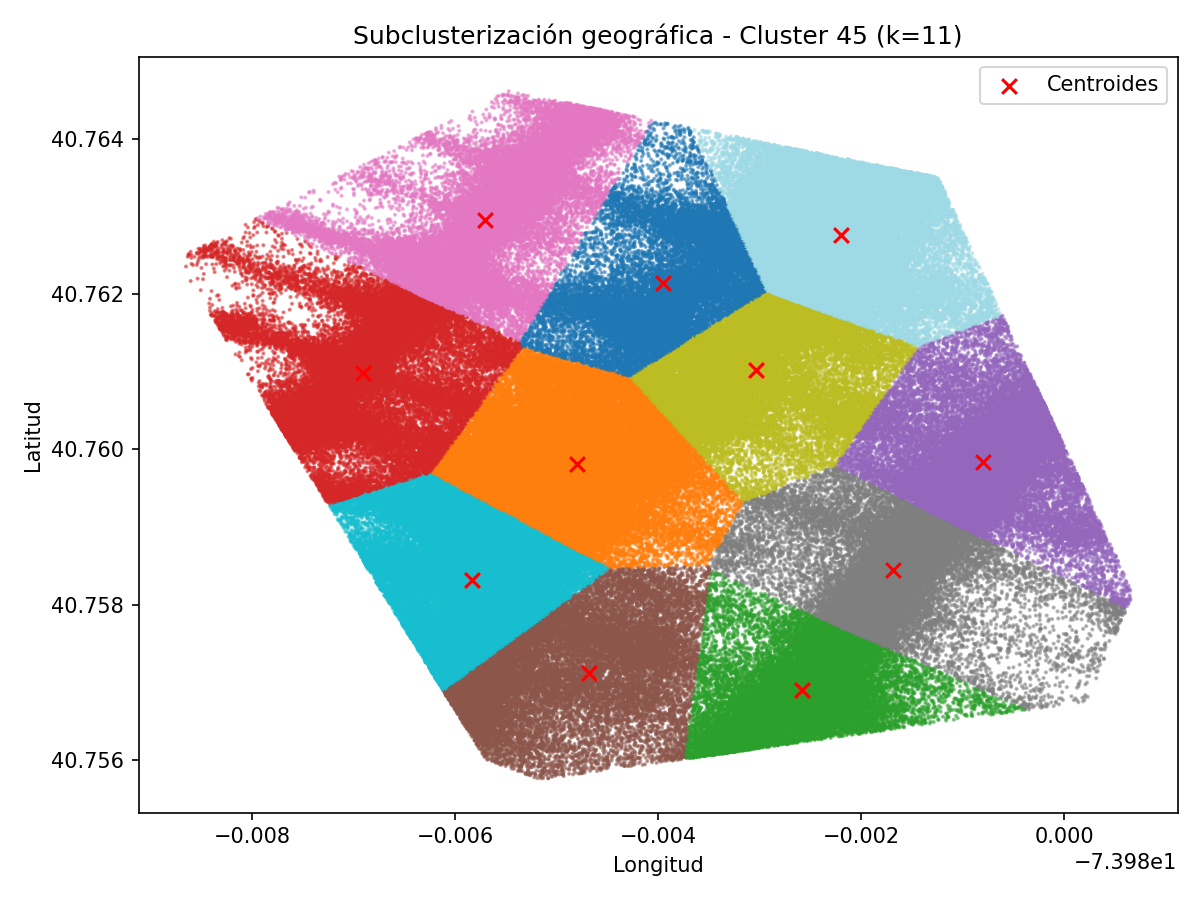 Subclusterización geográfica - Cluster 45 (k=11)
Centroides
40.764
40.762
40.760
40.758
40.756
Latitud
−0.008
−0.006
−0.004
−0.002
0.000
−7.398e1
Longitud